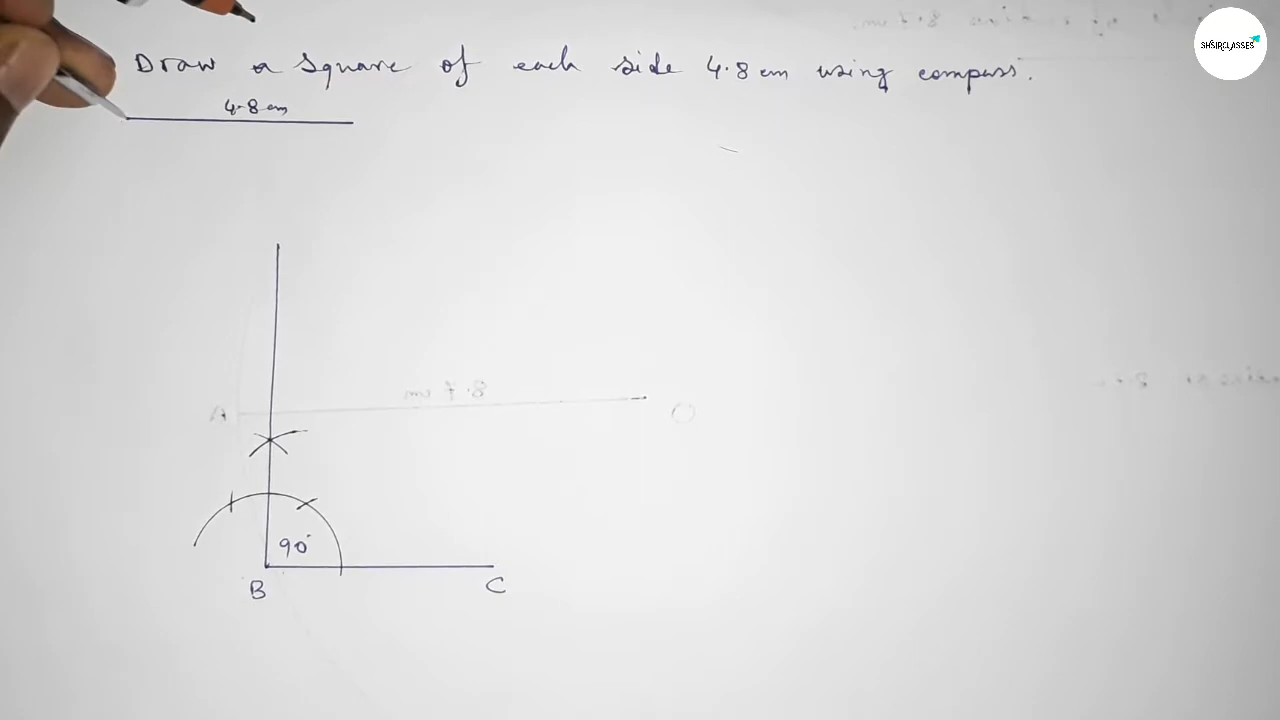 SHSIRCLASSES
Draw a square of each side 4.8 cm using compass.
4.8 cm
90°
B
C